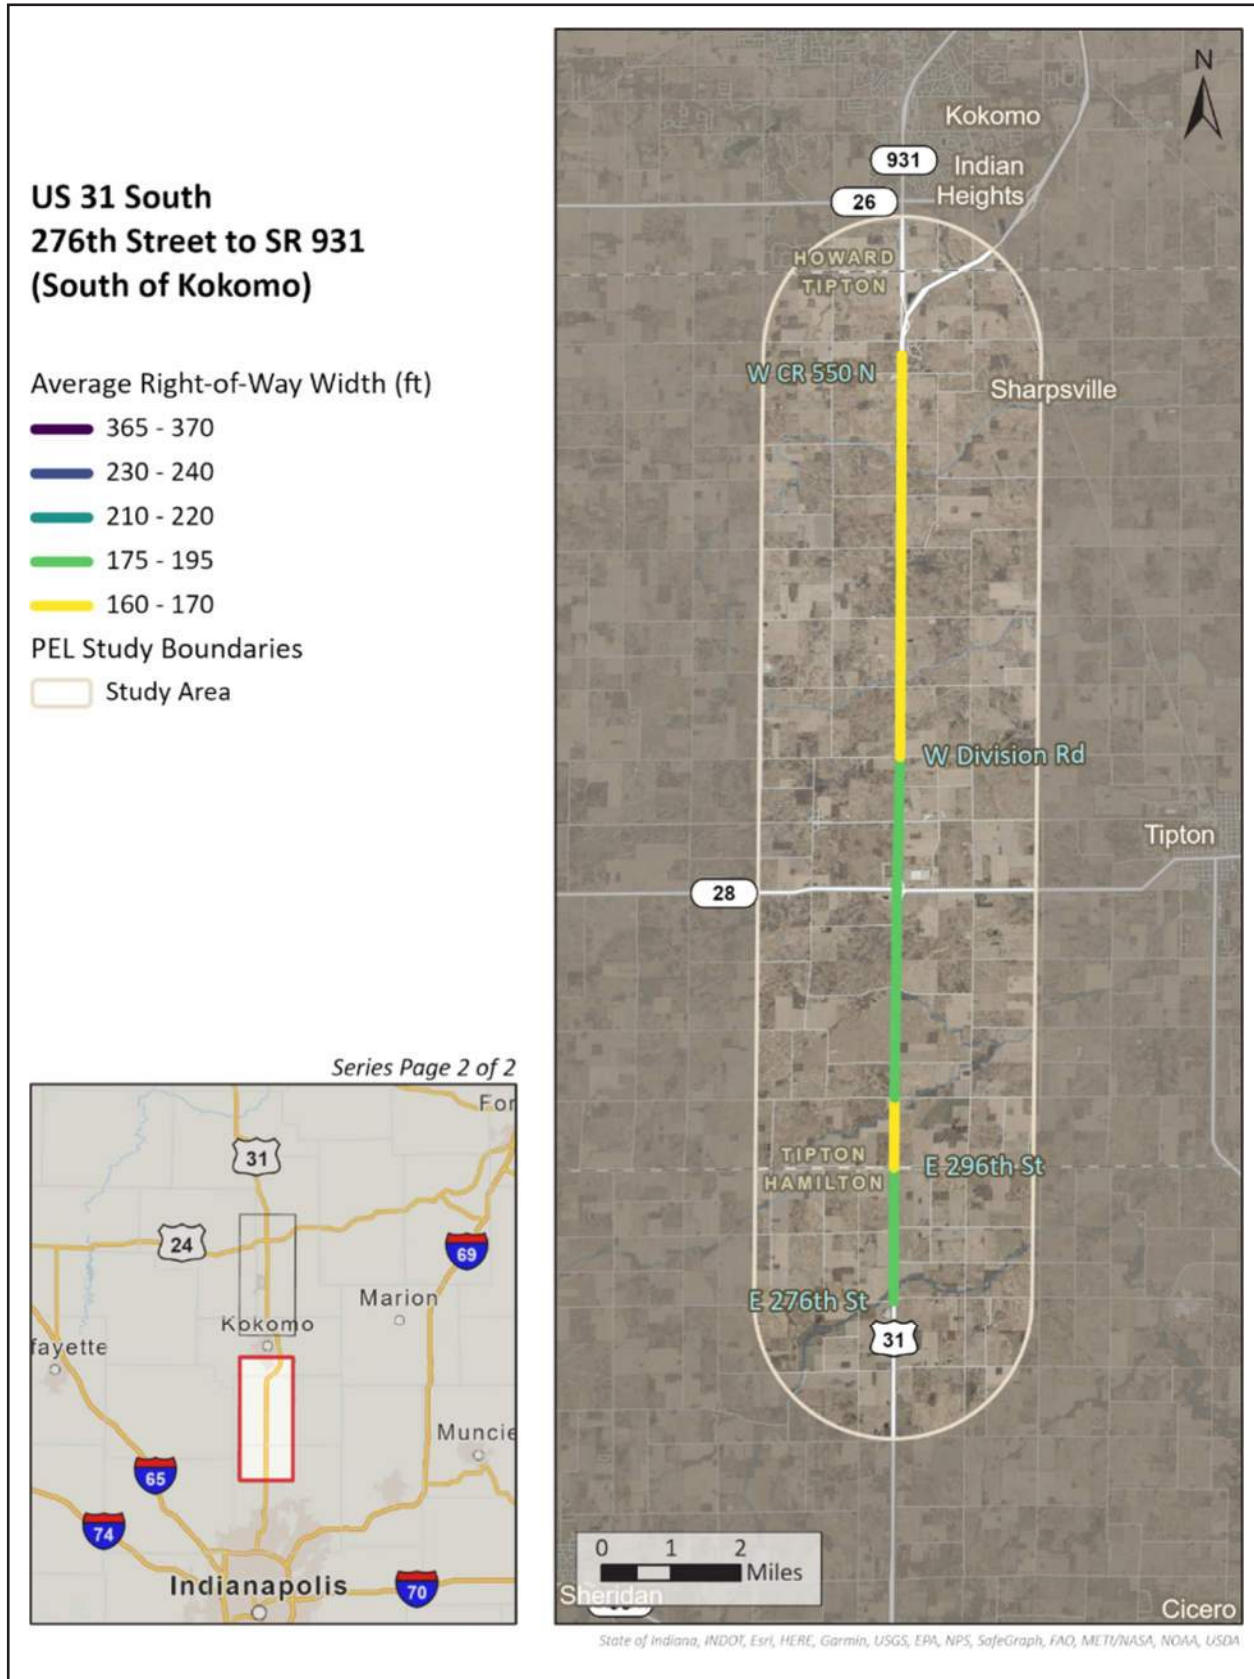 US 31 South
276th Street to SR 931
(South of Kokomo)
Average Right-of-Way Width (ft)
365 - 370
230 - 240
210 - 220
175 - 195
160 - 170
PEL Study Boundaries
Study Area
Series Page 2 of 2
For
31
24
69
Marion
Kokomo
fayette
Muncie
65
74
Indianapolis
70
N
Kokomo
931
Indian
Heights
26
HOWARD
TIPTON
W CR 550 N
Sharpsville
W Division Rd
Tipton
28
TIPTON
HAMILTON
E 296th St
E 276th St
31
0 1 2
Miles
Sheridan
Cicero
State of Indiana, INDOT, Esri, HERE, Garmin, USGS, EPA, NPS, SafeGraph, FAO, METI/NASA, NOAA, USDA